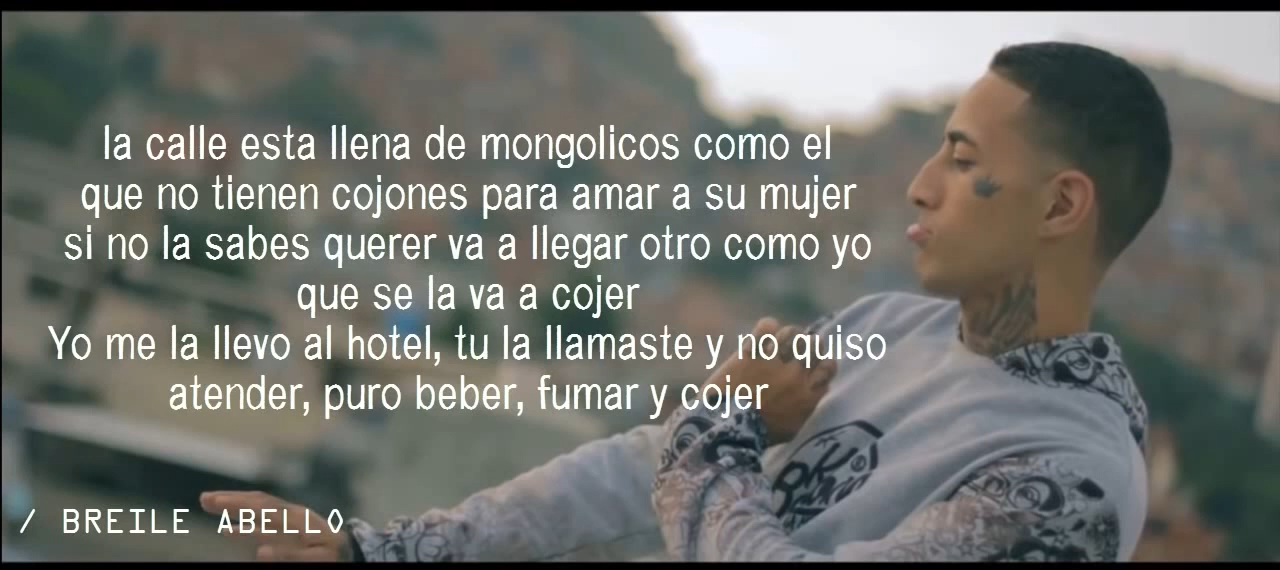 la calle esta llena de mongolicos como el
que no tienen cojones para amar a su mujer
si no la sabes querer va a llegar otro como yo
que se la va a cojer
Yo me la llevo al hotel, tu la llamaste y no quiso
atender, puro beber, fumar y cojer
/ BREILE ABELLO